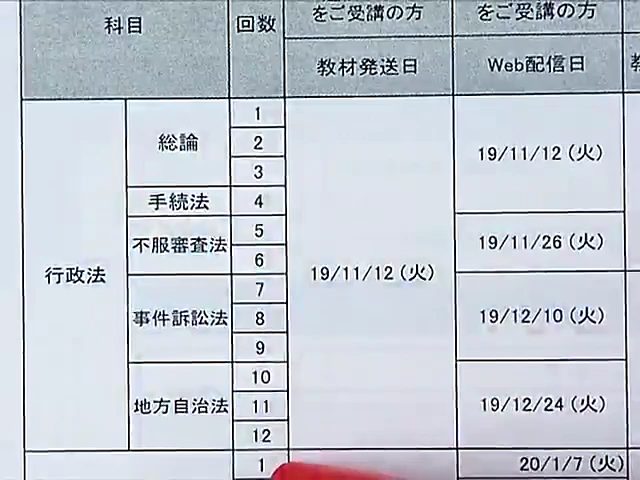 をご受講の方
をご受講の方
科目
回数
教材発送日
Web配信日
1
総論
2
19/11/12(火)
3
手続法
4
5
不服審査法
19/11/26(火)
6
行政法
19/11/12(火)
7
事件訴訟法
8
19/12/10(火)
9
10
地方自治法
11
19/12/24(火)
12
1
20/1/7(火)